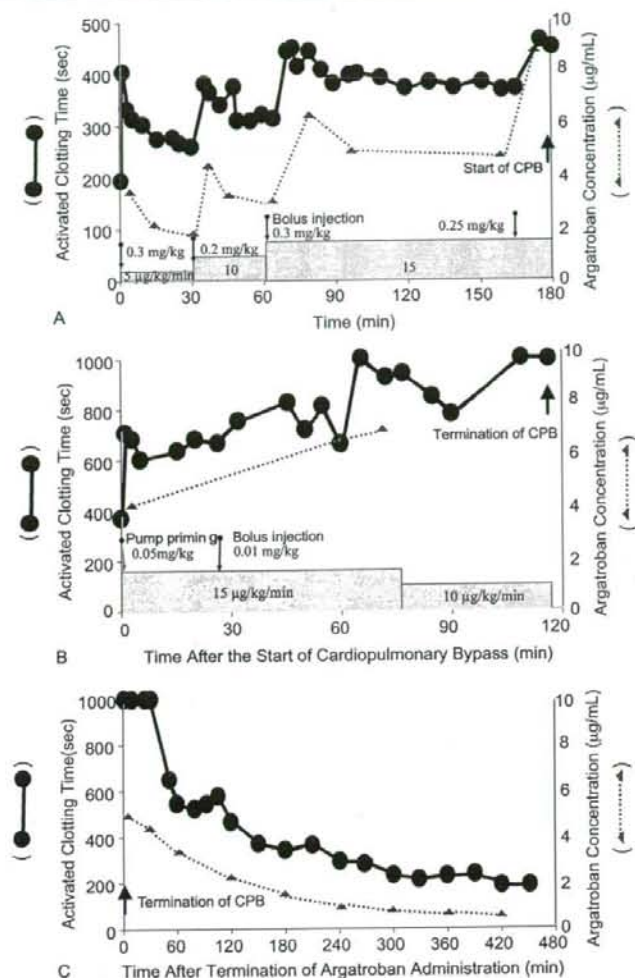 500
400
300
200
100
0
Activated Clotting Time (sec)
10
8
6
4
2
0
Argatroban Concentration (μg/mL)
Start of CPB
Bolus injection
0.3 mg/kg
0.2 mg/kg
0.3 mg/kg
0.25 mg/kg
5 μg/kg/min
10
15
0 30 60 90 120 150 180
A
Time (min)
1000
800
600
400
200
0
Activated Clotting Time (sec)
10
8
6
4
2
0
Argatroban Concentration (μg/mL)
Termination of CPB
Pump priming
0.05mg/kg
Bolus injection
0.01 mg/kg
15 μg/kg/min
10 μg/kg/min
0 30 60 90 120
B
Time After the Start of Cardiopulmonary Bypass (min)
1000
800
600
400
200
0
Activated Clotting Time(sec)
10
8
6
4
2
0
Argatroban Concentration (μg/mL)
Termination of CPB
0 60 120 180 240 300 360 420 480
C
Time After Termination of Argatroban Administration (min)